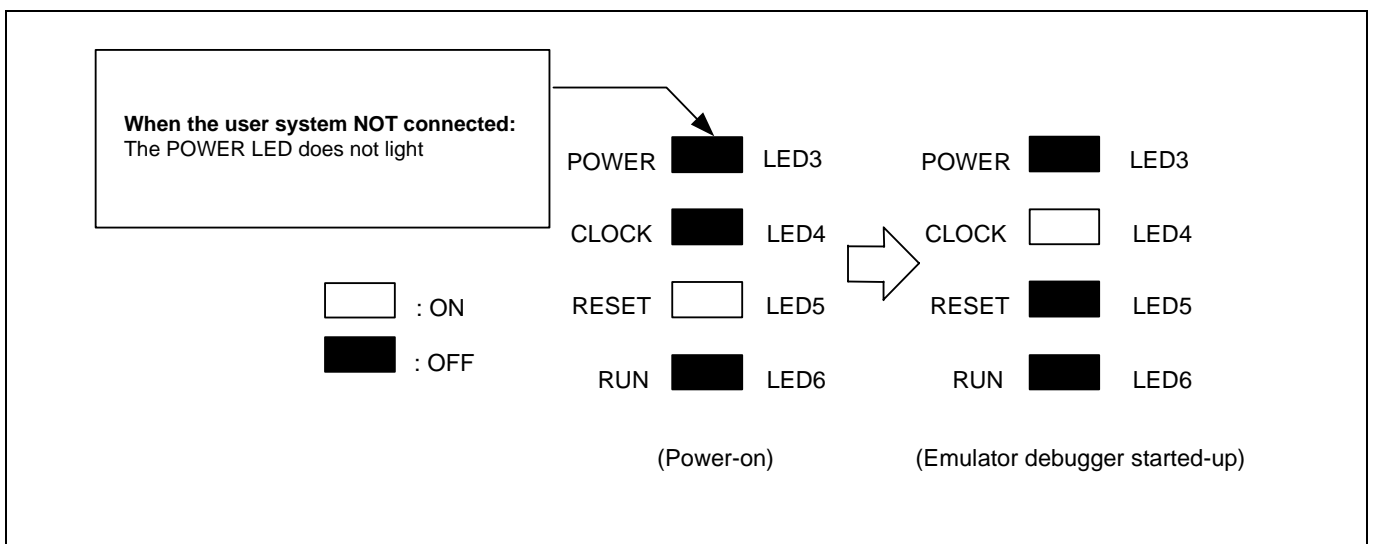 When the user system NOT connected:
The POWER LED does not light
POWER LED3 POWER LED3
CLOCK LED4 CLOCK LED4
: ON RESET LED5 RESET LED5
: OFF RUN LED6 RUN LED6
(Power-on) (Emulator debugger started-up)